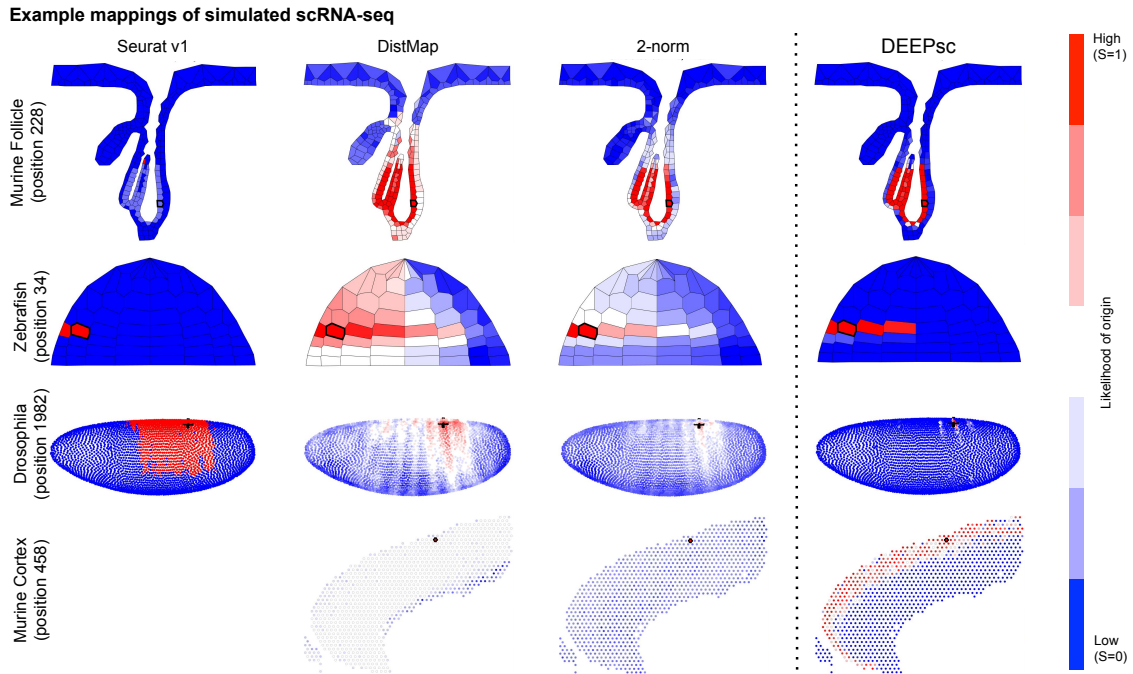 Example mappings of simulated scRNA-seq
Seurat v1
DistMap
2-norm
DEEPsc
High
(S=1)
Murine Follicle
(position 228)
Zebrafish
(position 34)
Drosophila
(position 1982)
Murine Cortex
(position 458)
Likelihood of origin
Low
(S=0)